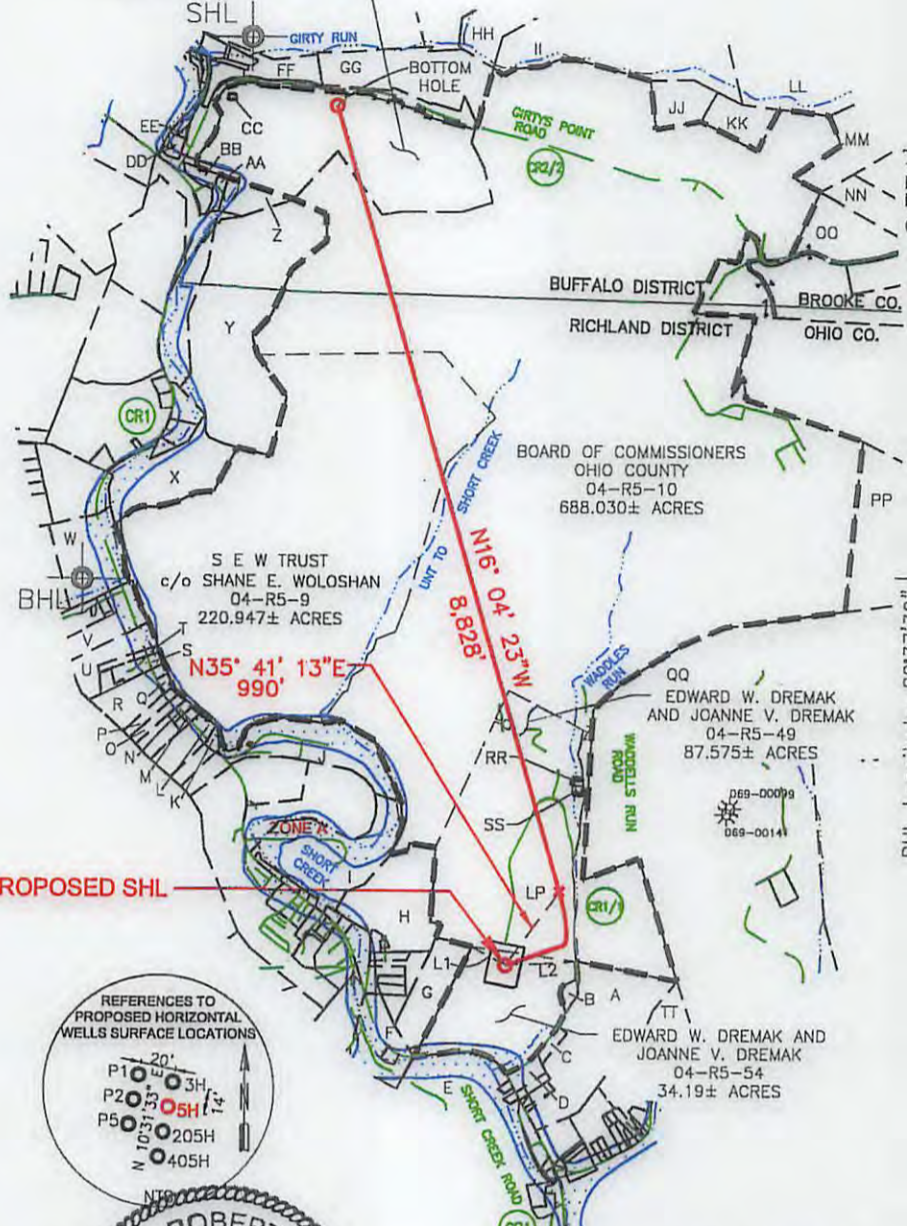 SHL
GIRTY RUN
HH
II
FF
GG
BOTTOM
HOLE
LL
JJ
KK
GIRTYS POINT
ROAD
CR2/2
EE
CC
DD
BB
AA
MM
NN
Z
OO
BUFFALO DISTRICT
BROOKE CO.
RICHLAND DISTRICT
OHIO CO.
Y
CR1
X
UNT TO SHORT CREEK
BOARD OF COMMISSIONERS
OHIO COUNTY
04-R5-10
688.030± ACRES
PP
W
BHL
S E W TRUST
c/o SHANE E. WOLOSHAN
04-R5-9
220.947± ACRES
N16° 04' 23"W
8,828'
V
T
U
S
N35° 41' 13"E
990'
R
Q
P
O
N
M
L
K
WADDLES
RUN
QQ
EDWARD W. DREMAK
AND JOANNE V. DREMAK
04-R5-49
87.575± ACRES
RR
WADDELLS RUN
ROAD
SS
069-00099
069-0014
ZONE A
SHORT
CREEK
PROPOSED SHL
LP
CR1/1
H
L1
L2
G
B
A
TT
F
C
E
D
EDWARD W. DREMAK AND
JOANNE V. DREMAK
04-R5-54
34.19± ACRES
SHORT CREEK ROAD
REFERENCES TO
PROPOSED HORIZONTAL
WELLS SURFACE LOCATIONS
20'
P1
3H
P2
5H
14'
P5
205H
405H
N 10°31'33" E
N
NTS
ROBERT